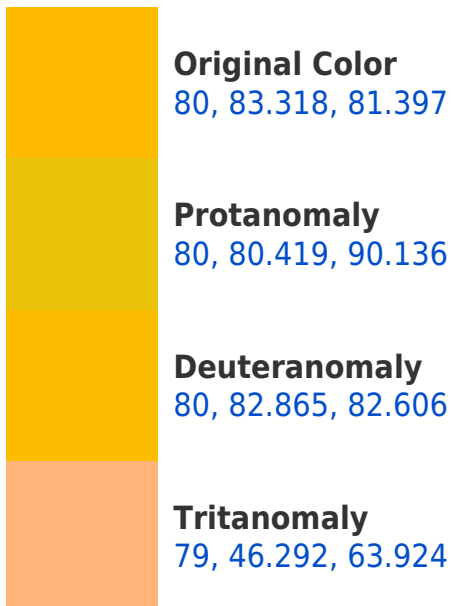 Original Color
80, 83.318, 81.397
Protanomaly
80, 80.419, 90.136
Deuteranomaly
80, 82.865, 82.606
Tritanomaly
79, 46.292, 63.924